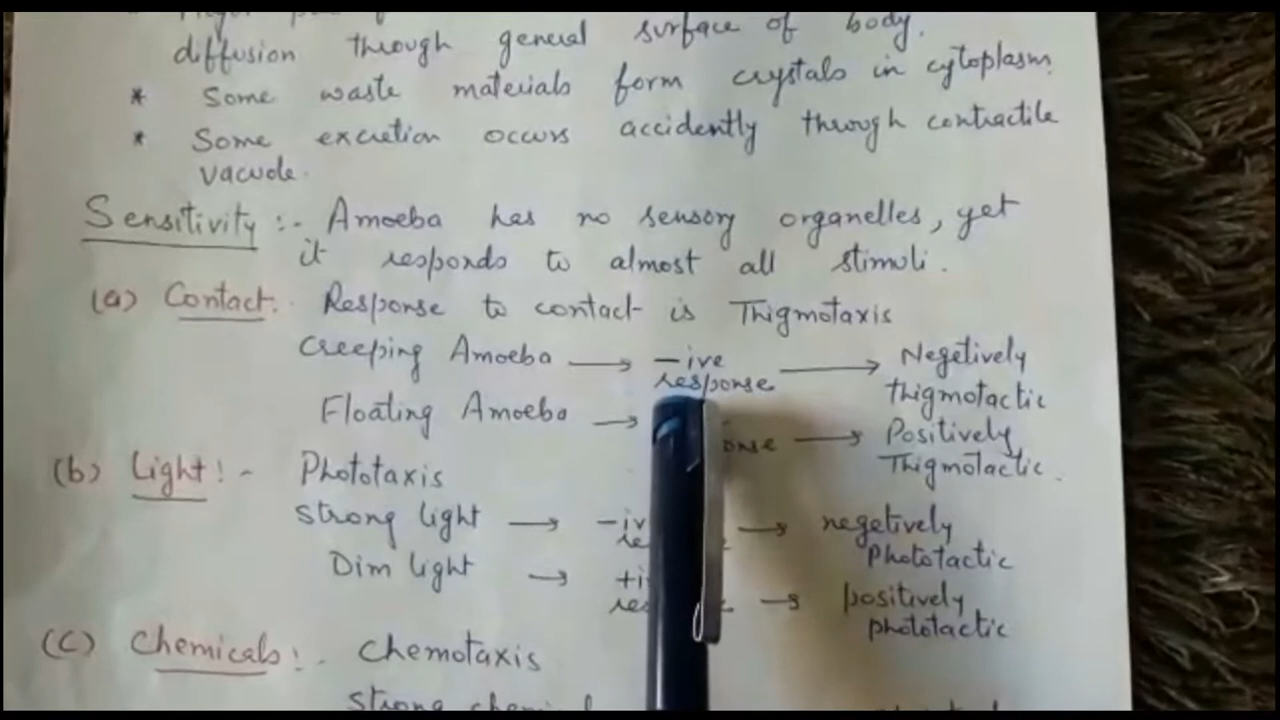 diffusion through general surface of body.
* Some waste materials form crystals in cytoplasm.
* Some excretion occurs accidently through contractile
vacuole.
Sensitivity :- Amoeba has no sensory organelles, yet
it responds to almost all stimuli.
(a) Contact. Response to contact is Thigmotaxis
Creeping Amoeba → -ive response → Negetively thigmotactic
Floating Amoeba → → Positively Thigmotactic.
(b) Light :- Phototaxis
Strong light → -iv → negetively Phototactic
Dim light → +i → positively phototactic
(C) Chemicals :- Chemotaxis